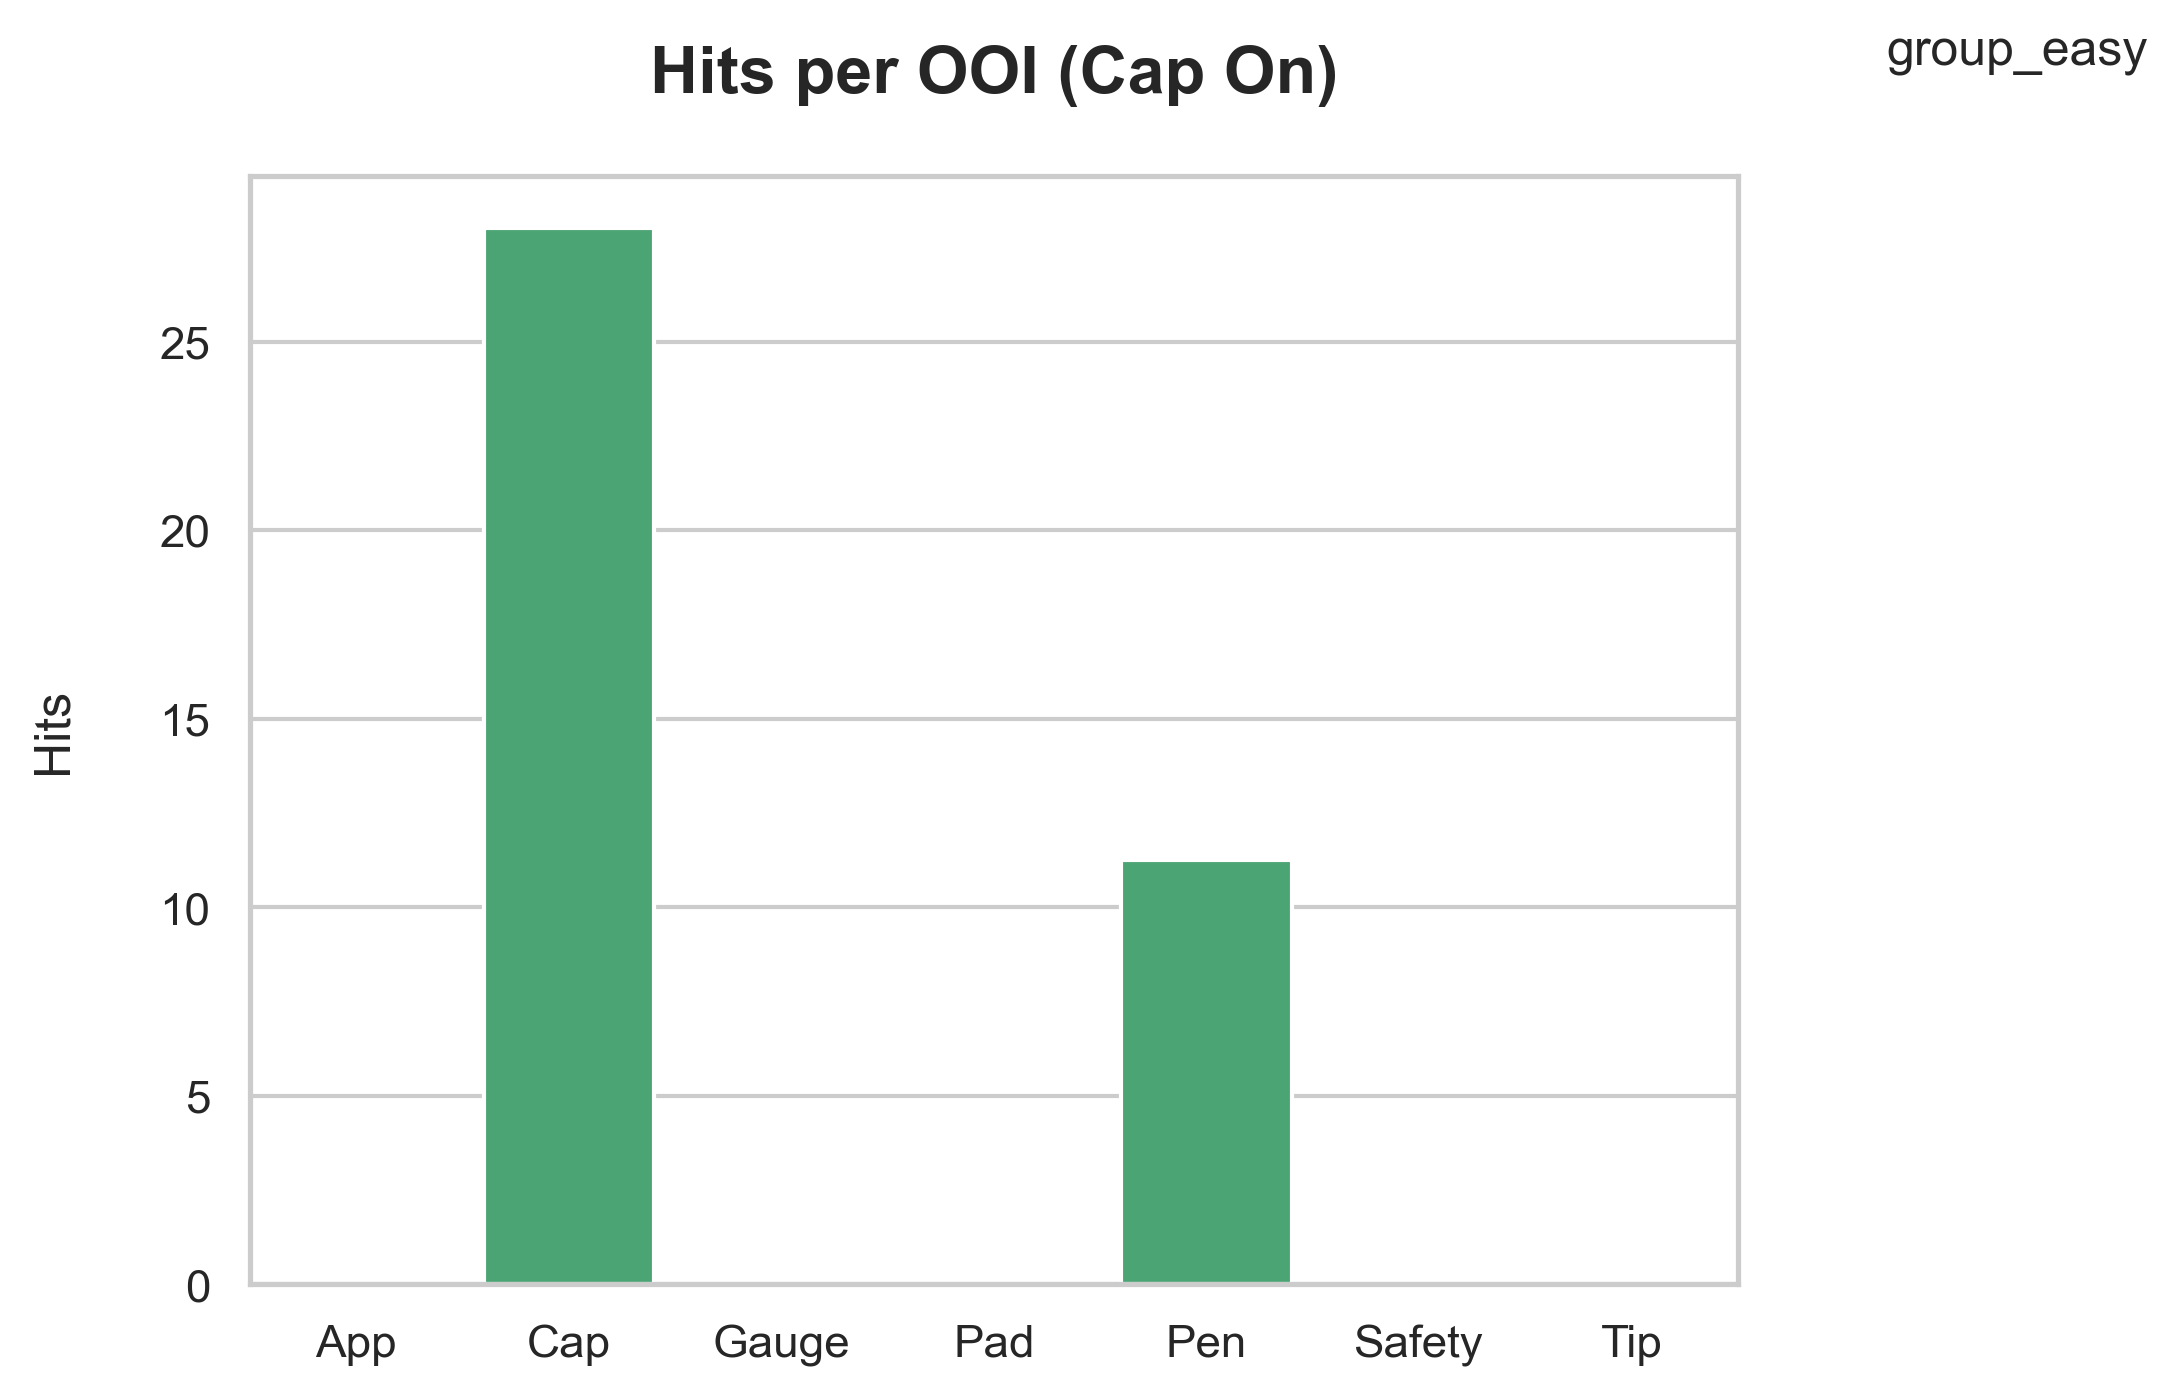 Hits per OOI (Cap On)
group_easy
Hits
25
20
15
10
5
0
App
Cap
Gauge
Pad
Pen
Safety
Tip